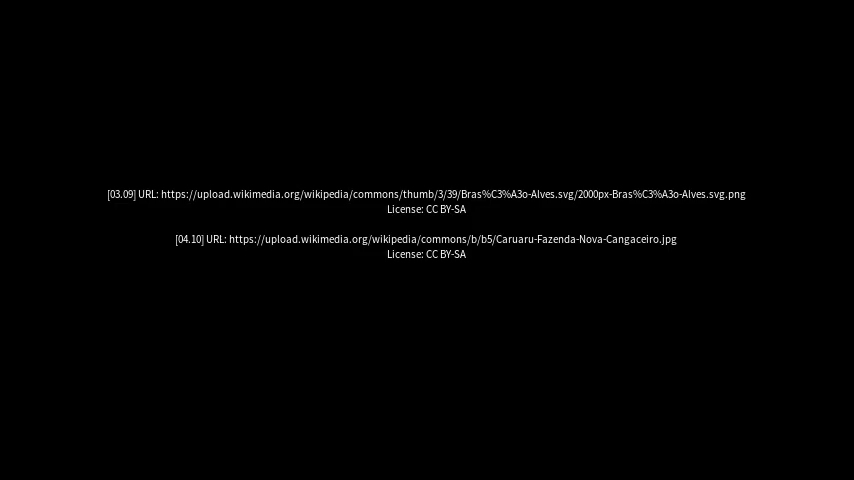 [03.09] URL: https://upload.wikimedia.org/wikipedia/commons/thumb/3/39/Bras%C3%A3o-Alves.svg/2000px-Bras%C3%A3o-Alves.svg.png
License: CC BY-SA
[04.10] URL: https://upload.wikimedia.org/wikipedia/commons/b/b5/Caruaru-Fazenda-Nova-Cangaceiro.jpg
License: CC BY-SA